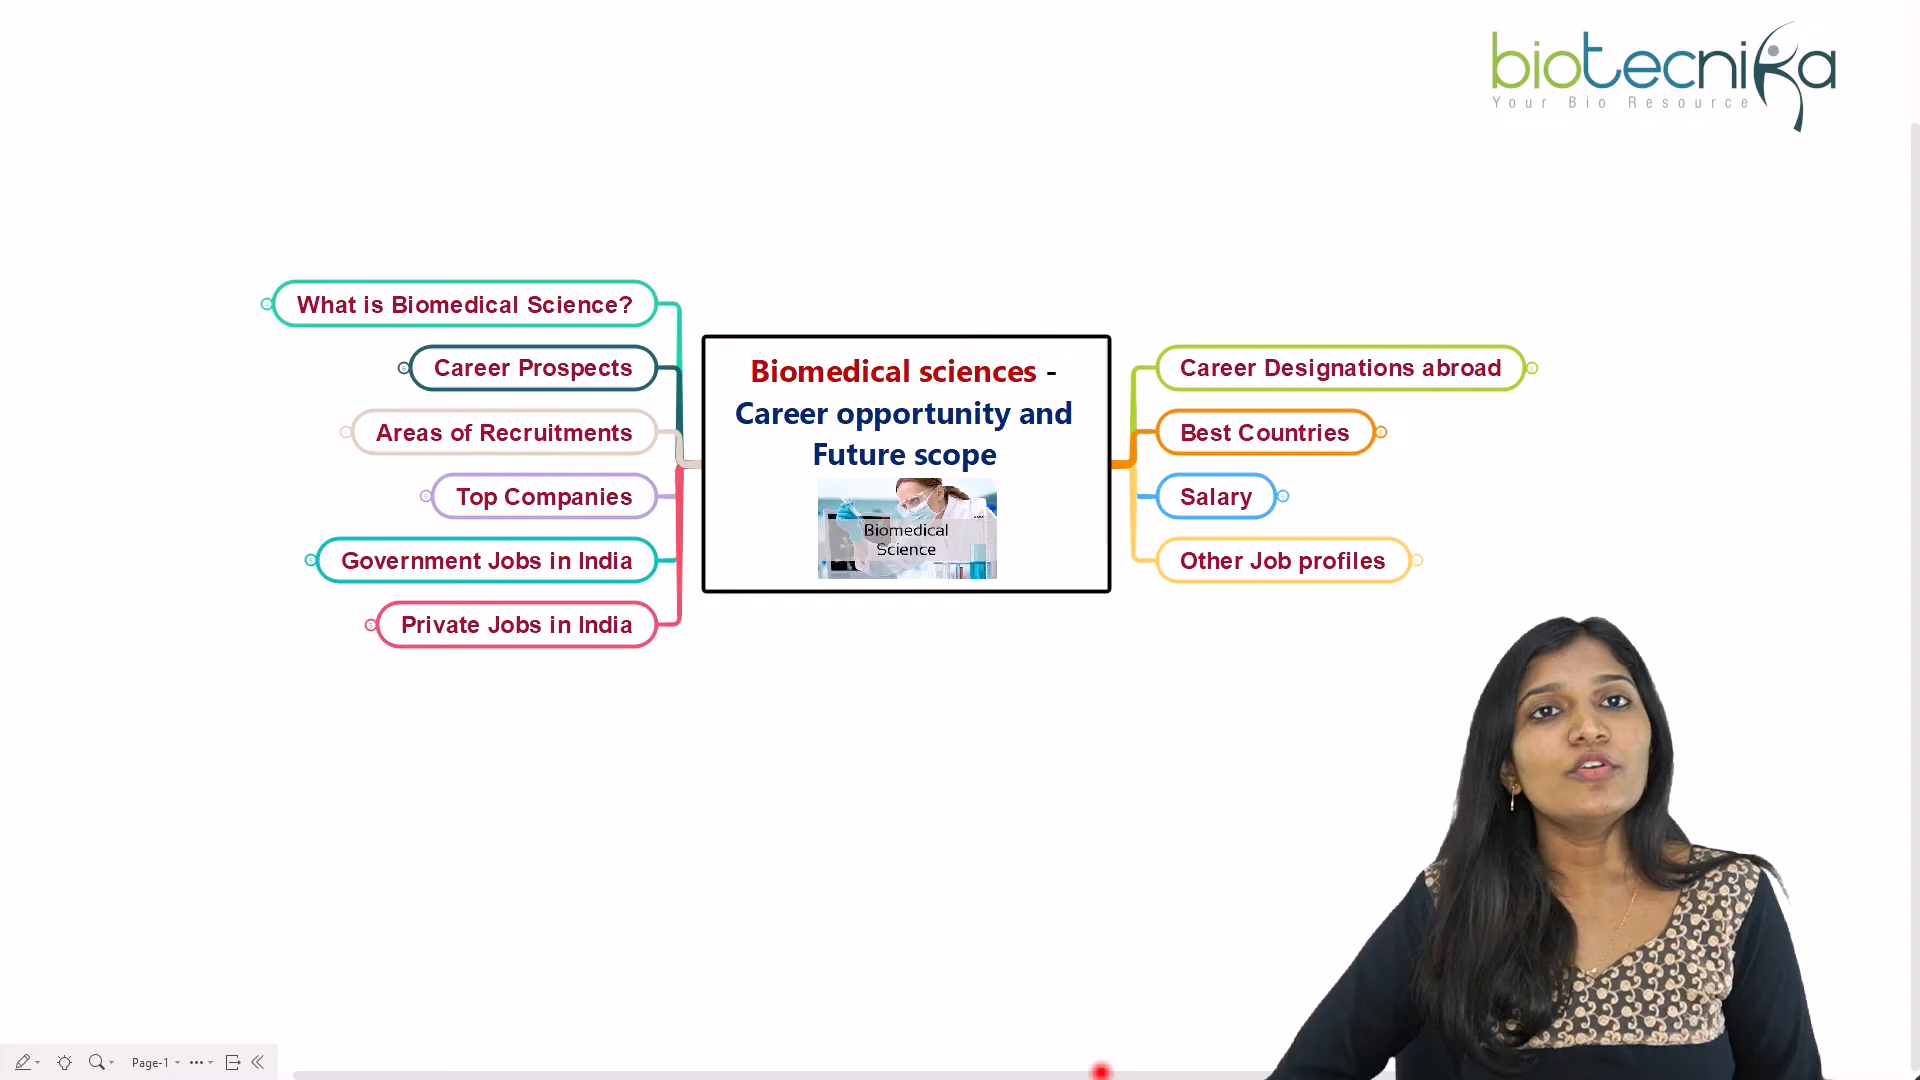 biotecnika
Your Bio Resource
What is Biomedical Science?
Career Prospects
Areas of Recruitments
Top Companies
Government Jobs in India
Private Jobs in India
Biomedical sciences -
Career opportunity and
Future scope
Biomedical
Science
Career Designations abroad
Best Countries
Salary
Other Job profiles
Page-1